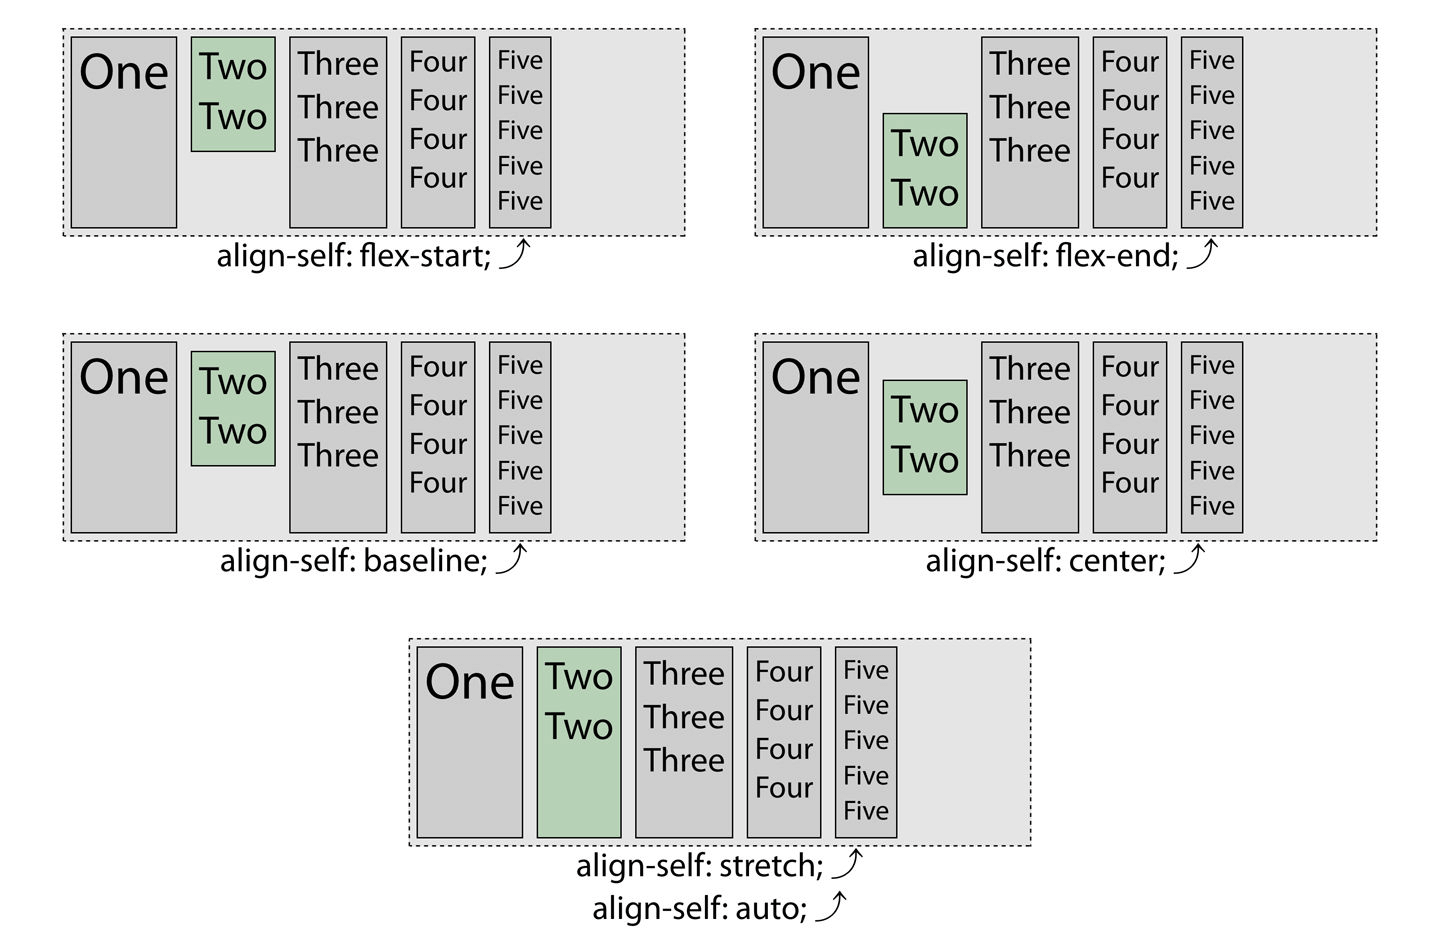 One
Two
Two
Three
Three
Three
Four
Four
Four
Four
Five
Five
Five
Five
Five
align-self: flex-start;
One
Two
Two
Three
Three
Three
Four
Four
Four
Four
Five
Five
Five
Five
Five
align-self: flex-end;
One
Two
Two
Three
Three
Three
Four
Four
Four
Four
Five
Five
Five
Five
Five
align-self: baseline;
One
Two
Two
Three
Three
Three
Four
Four
Four
Four
Five
Five
Five
Five
Five
align-self: center;
One
Two
Two
Three
Three
Three
Four
Four
Four
Four
Five
Five
Five
Five
Five
align-self: stretch;
align-self: auto;